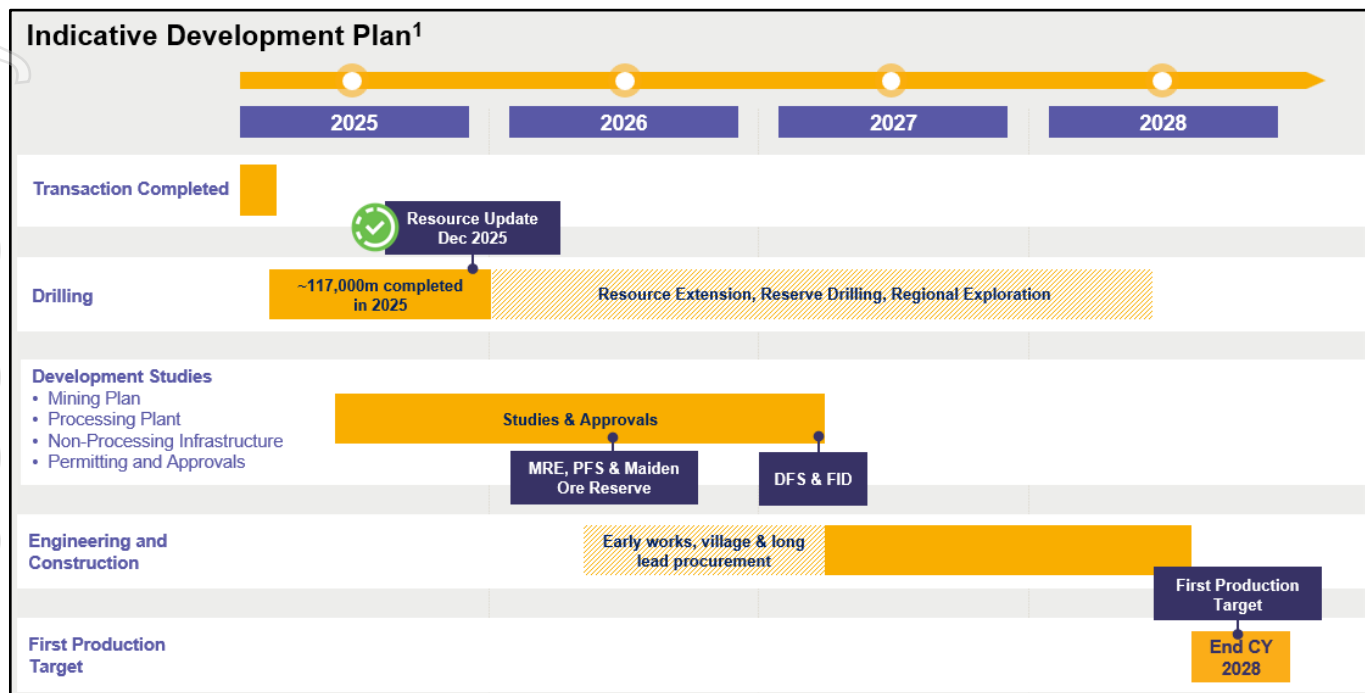 Indicative Development Plan¹
2025
2026
2027
2028
Transaction Completed
Resource Update
Dec 2025
Drilling
~117,000m completed
in 2025
Resource Extension, Reserve Drilling, Regional Exploration
Development Studies
• Mining Plan
• Processing Plant
• Non-Processing Infrastructure
• Permitting and Approvals
Studies & Approvals
MRE, PFS & Maiden
Ore Reserve
DFS & FID
Engineering and
Construction
Early works, village & long
lead procurement
First Production
Target
First Production
Target
End CY
2028